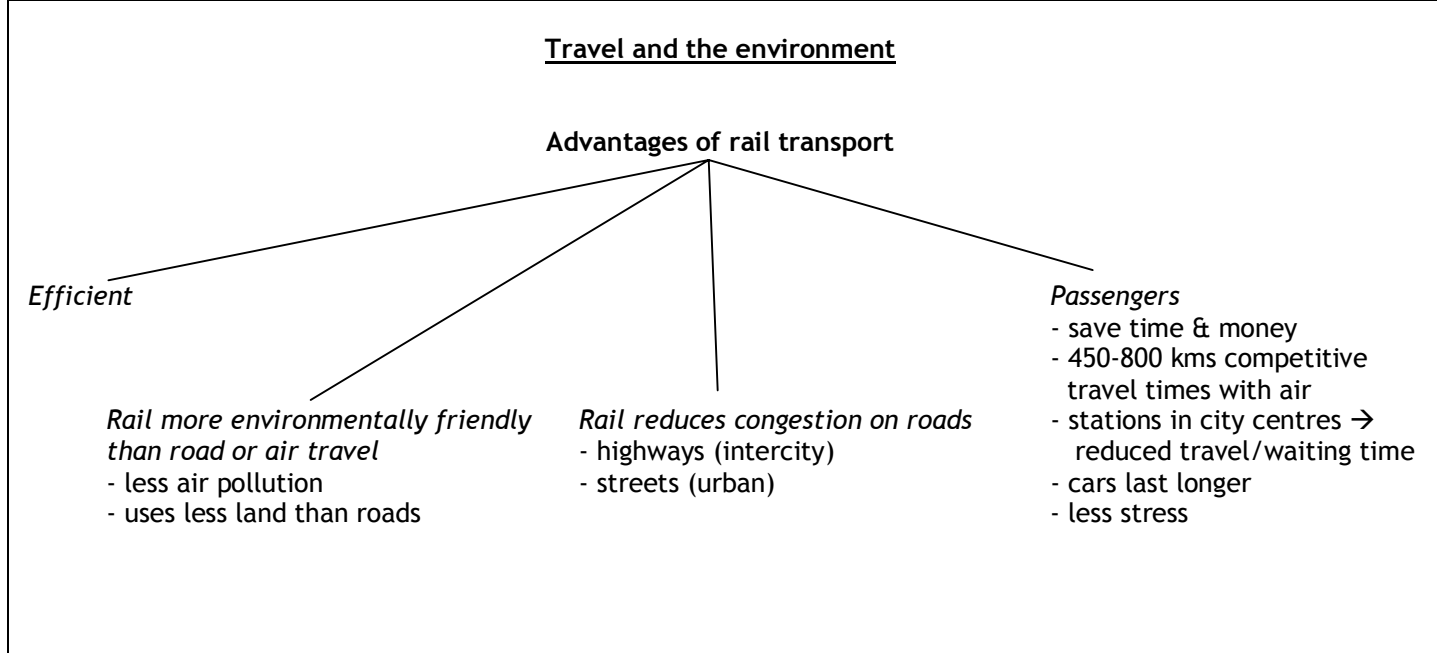 Travel and the environment
Advantages of rail transport
Efficient
Rail more environmentally friendly
than road or air travel
- less air pollution
- uses less land than roads
Rail reduces congestion on roads
- highways (intercity)
- streets (urban)
Passengers
- save time & money
- 450-800 kms competitive
travel times with air
- stations in city centres →
reduced travel/waiting time
- cars last longer
- less stress